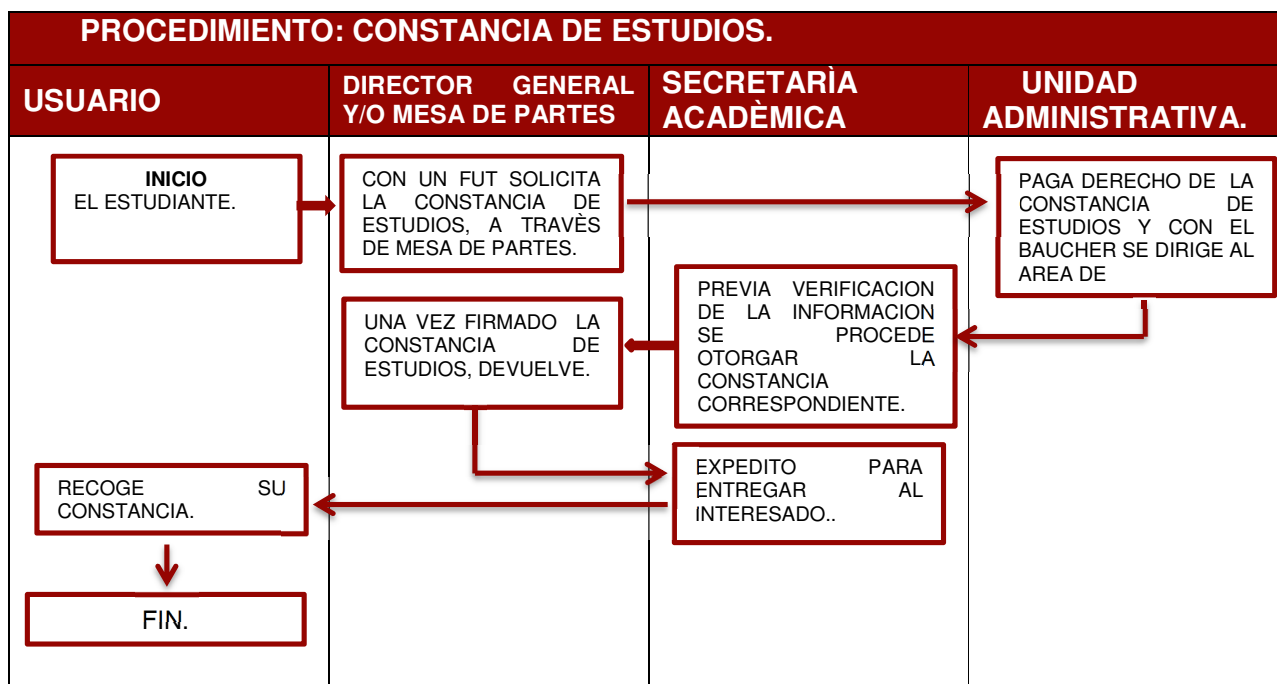 PROCEDIMIENTO: CONSTANCIA DE ESTUDIOS.
USUARIO
DIRECTOR GENERAL
Y/O MESA DE PARTES
SECRETARÌA
ACADÈMICA
UNIDAD
ADMINISTRATIVA.
INICIO
EL ESTUDIANTE.
CON UN FUT SOLICITA
LA CONSTANCIA DE
ESTUDIOS, A TRAVÈS
DE MESA DE PARTES.
PAGA DERECHO DE LA
CONSTANCIA DE
ESTUDIOS Y CON EL
BAUCHER SE DIRIGE AL
AREA DE
PREVIA VERIFICACION
DE LA INFORMACION
SE PROCEDE
OTORGAR LA
CONSTANCIA
CORRESPONDIENTE.
UNA VEZ FIRMADO LA
CONSTANCIA DE
ESTUDIOS, DEVUELVE.
EXPEDITO PARA
ENTREGAR AL
INTERESADO..
RECOGE SU
CONSTANCIA.
FIN.